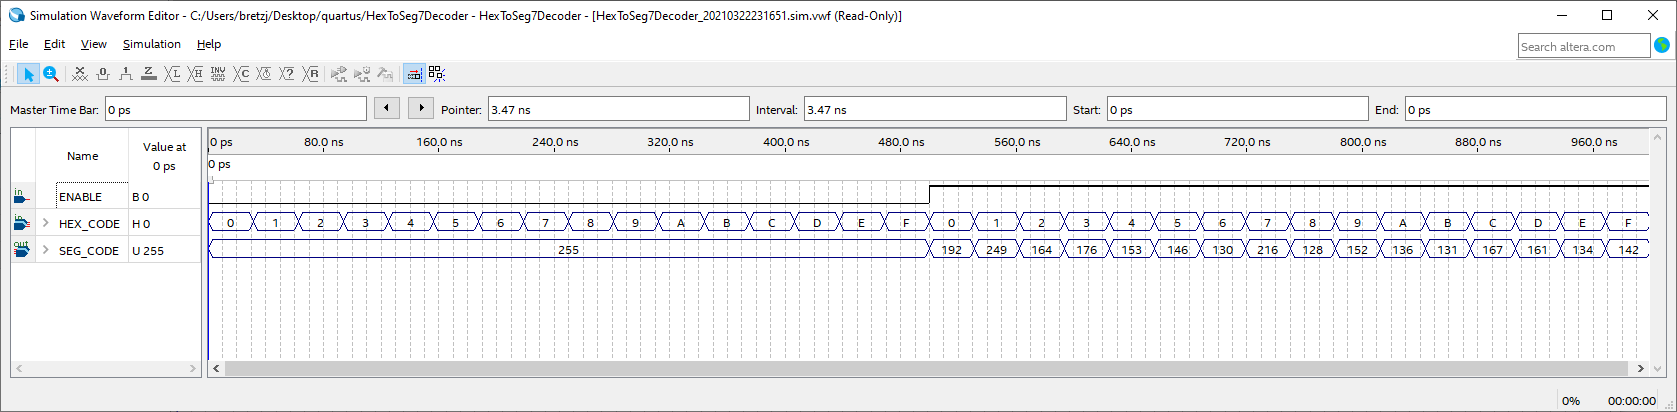 Simulation Waveform Editor - C:/Users/bretzj/Desktop/quartus/HexToSeg7Decoder - HexToSeg7Decoder - [HexToSeg7Decoder_20210322231651.sim.vwf (Read-Only)]
File Edit View Simulation Help
Search altera.com
Master Time Bar: 0 ps Pointer: 3.47 ns Interval: 3.47 ns Start: 0 ps End: 0 ps
Name Value at 0 ps
0 ps 80.0 ns 160.0 ns 240.0 ns 320.0 ns 400.0 ns 480.0 ns 560.0 ns 640.0 ns 720.0 ns 800.0 ns 880.0 ns 960.0 ns
0 ps
in ENABLE B 0
in HEX_CODE H 0 0 1 2 3 4 5 6 7 8 9 A B C D E F 0 1 2 3 4 5 6 7 8 9 A B C D E F
out SEG_CODE U 255 255 192 249 164 176 153 146 130 216 128 152 136 131 167 161 134 142
0% 00:00:00